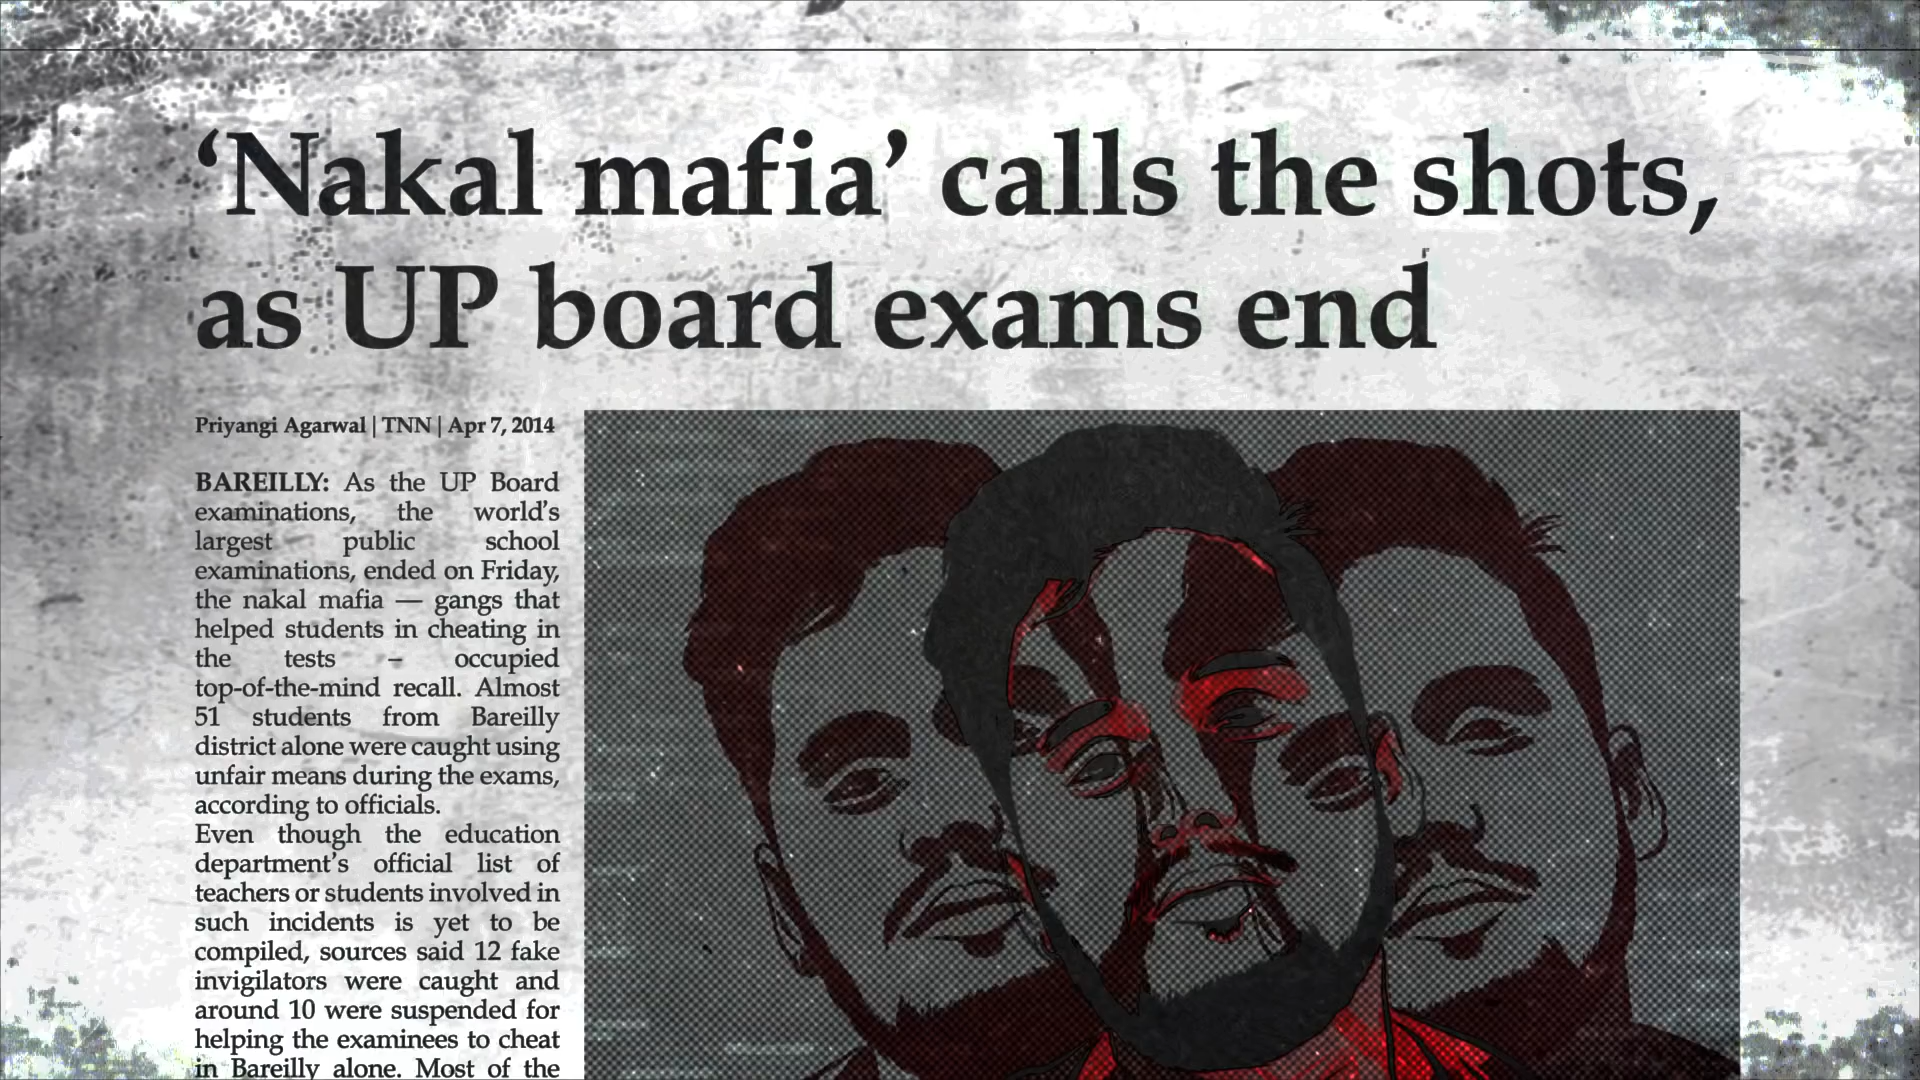 ‘Nakal mafia’ calls the shots,
as UP board exams end
Priyangi Agarwal | TNN | Apr 7, 2014
BAREILLY: As the UP Board
examinations, the world’s
largest public school
examinations, ended on Friday,
the nakal mafia — gangs that
helped students in cheating in
the tests – occupied
top-of-the-mind recall. Almost
51 students from Bareilly
district alone were caught using
unfair means during the exams,
according to officials.
Even though the education
department’s official list of
teachers or students involved in
such incidents is yet to be
compiled, sources said 12 fake
invigilators were caught and
around 10 were suspended for
helping the examinees to cheat
in Bareilly alone. Most of the